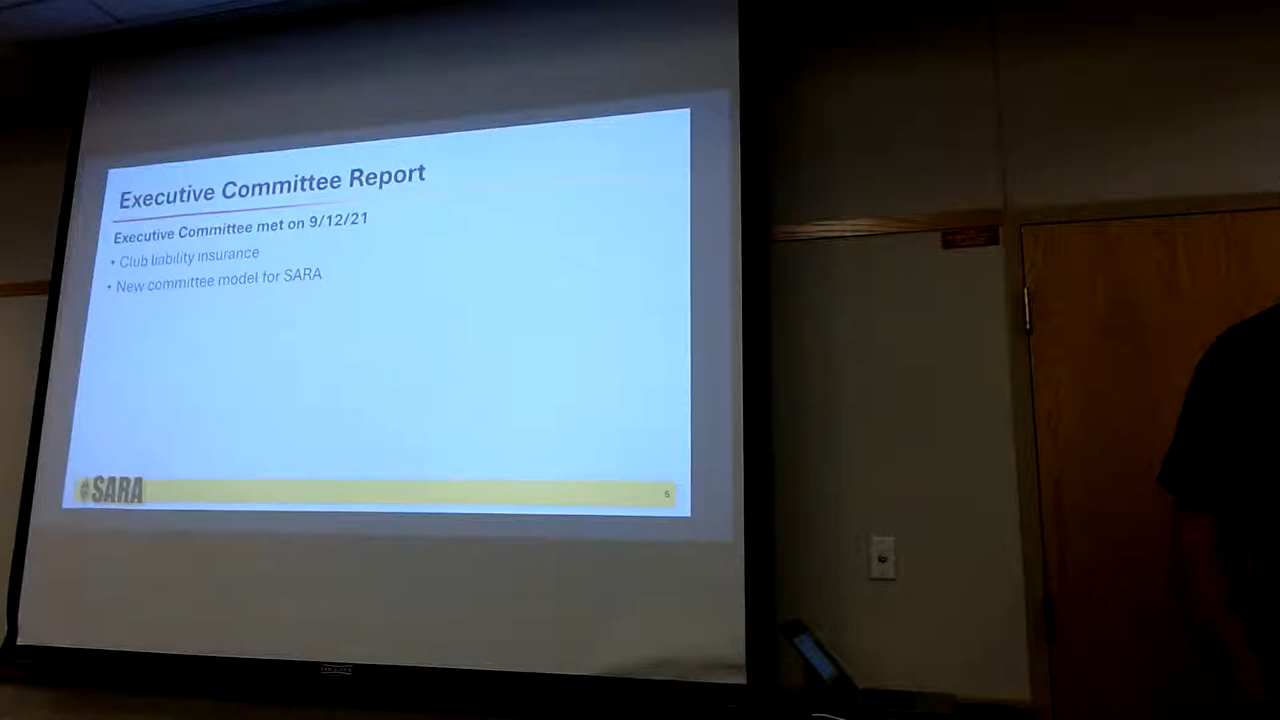 Executive Committee Report
Executive Committee met on 9/12/21
• Club liability insurance
• New committee model for SARA
SARA
5